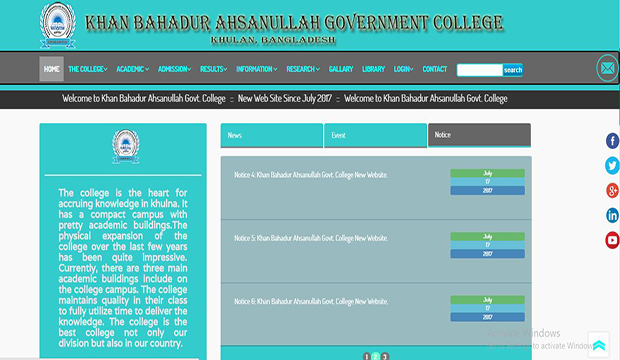 KHAN BAHADUR AHSANULLAH GOVERNMENT COLLEGE
KHULAN, BANGLADESH
HOME THE COLLEGE ACADEMIC ADMISSION RESULTS INFORMATION RESEARCH GALLARY LIBRARY LOGIN CONTACT search
Welcome to Khan Bahadur Ahsanullah Govt. College :: New Web Site Since July 2017 :: Welcome to Khan Bahadur Ahsanullah Govt. College
The college is the heart for
accruing knowledge in khulna. It
has a compact campus with
pretty academic buildings.The
physical expansion of the
college over the last few years
has been quite impressive.
Currently, there are three main
academic buildings include on
the college campus. The college
maintains quality in their class
to fully utilize time to deliver the
knowledge. The college is the
best college not only our
division but also in our country.
News Event Notice
Notice 4: Khan Bahadur Ahsanullah Govt. College New Website.
July
17
2017
Notice 5: Khan Bahadur Ahsanullah Govt. College New Website.
July
17
2017
Notice 6: Khan Bahadur Ahsanullah Govt. College New Website.
July
17
2017
1 2 3
Activate Windows
to activate Windows